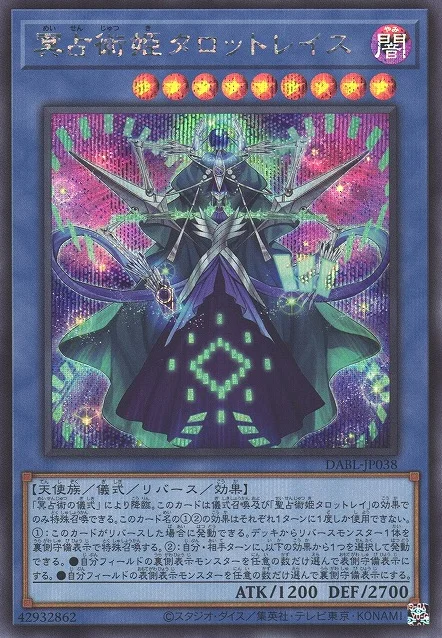 めい せん じゅつ き
冥占術姫タロットレイス
やみ
闇
DABL-JP038
【天使族／儀式／リバース／効果】
「冥占術の儀式」により降臨。このカードは儀式召喚及び「聖占術姫タロットレイ」の効果で
のみ特殊召喚できる。このカード名の①②の効果はそれぞれ1ターンに1度しか使用できない。
①：このカードがリバースした場合に発動できる。デッキからリバースモンスター1体を
裏側守備表示で特殊召喚する。②：自分・相手ターンに、以下の効果から1つを選択して発動
できる。●自分フィールドの裏側表示モンスターを任意の数だけ選んで表側守備表示にする。
●自分フィールドの表側表示モンスターを任意の数だけ選んで裏側守備表示にする。
ATK/1200 DEF/2700
42932862
©スタジオ・ダイス／集英社・テレビ東京・KONAMI